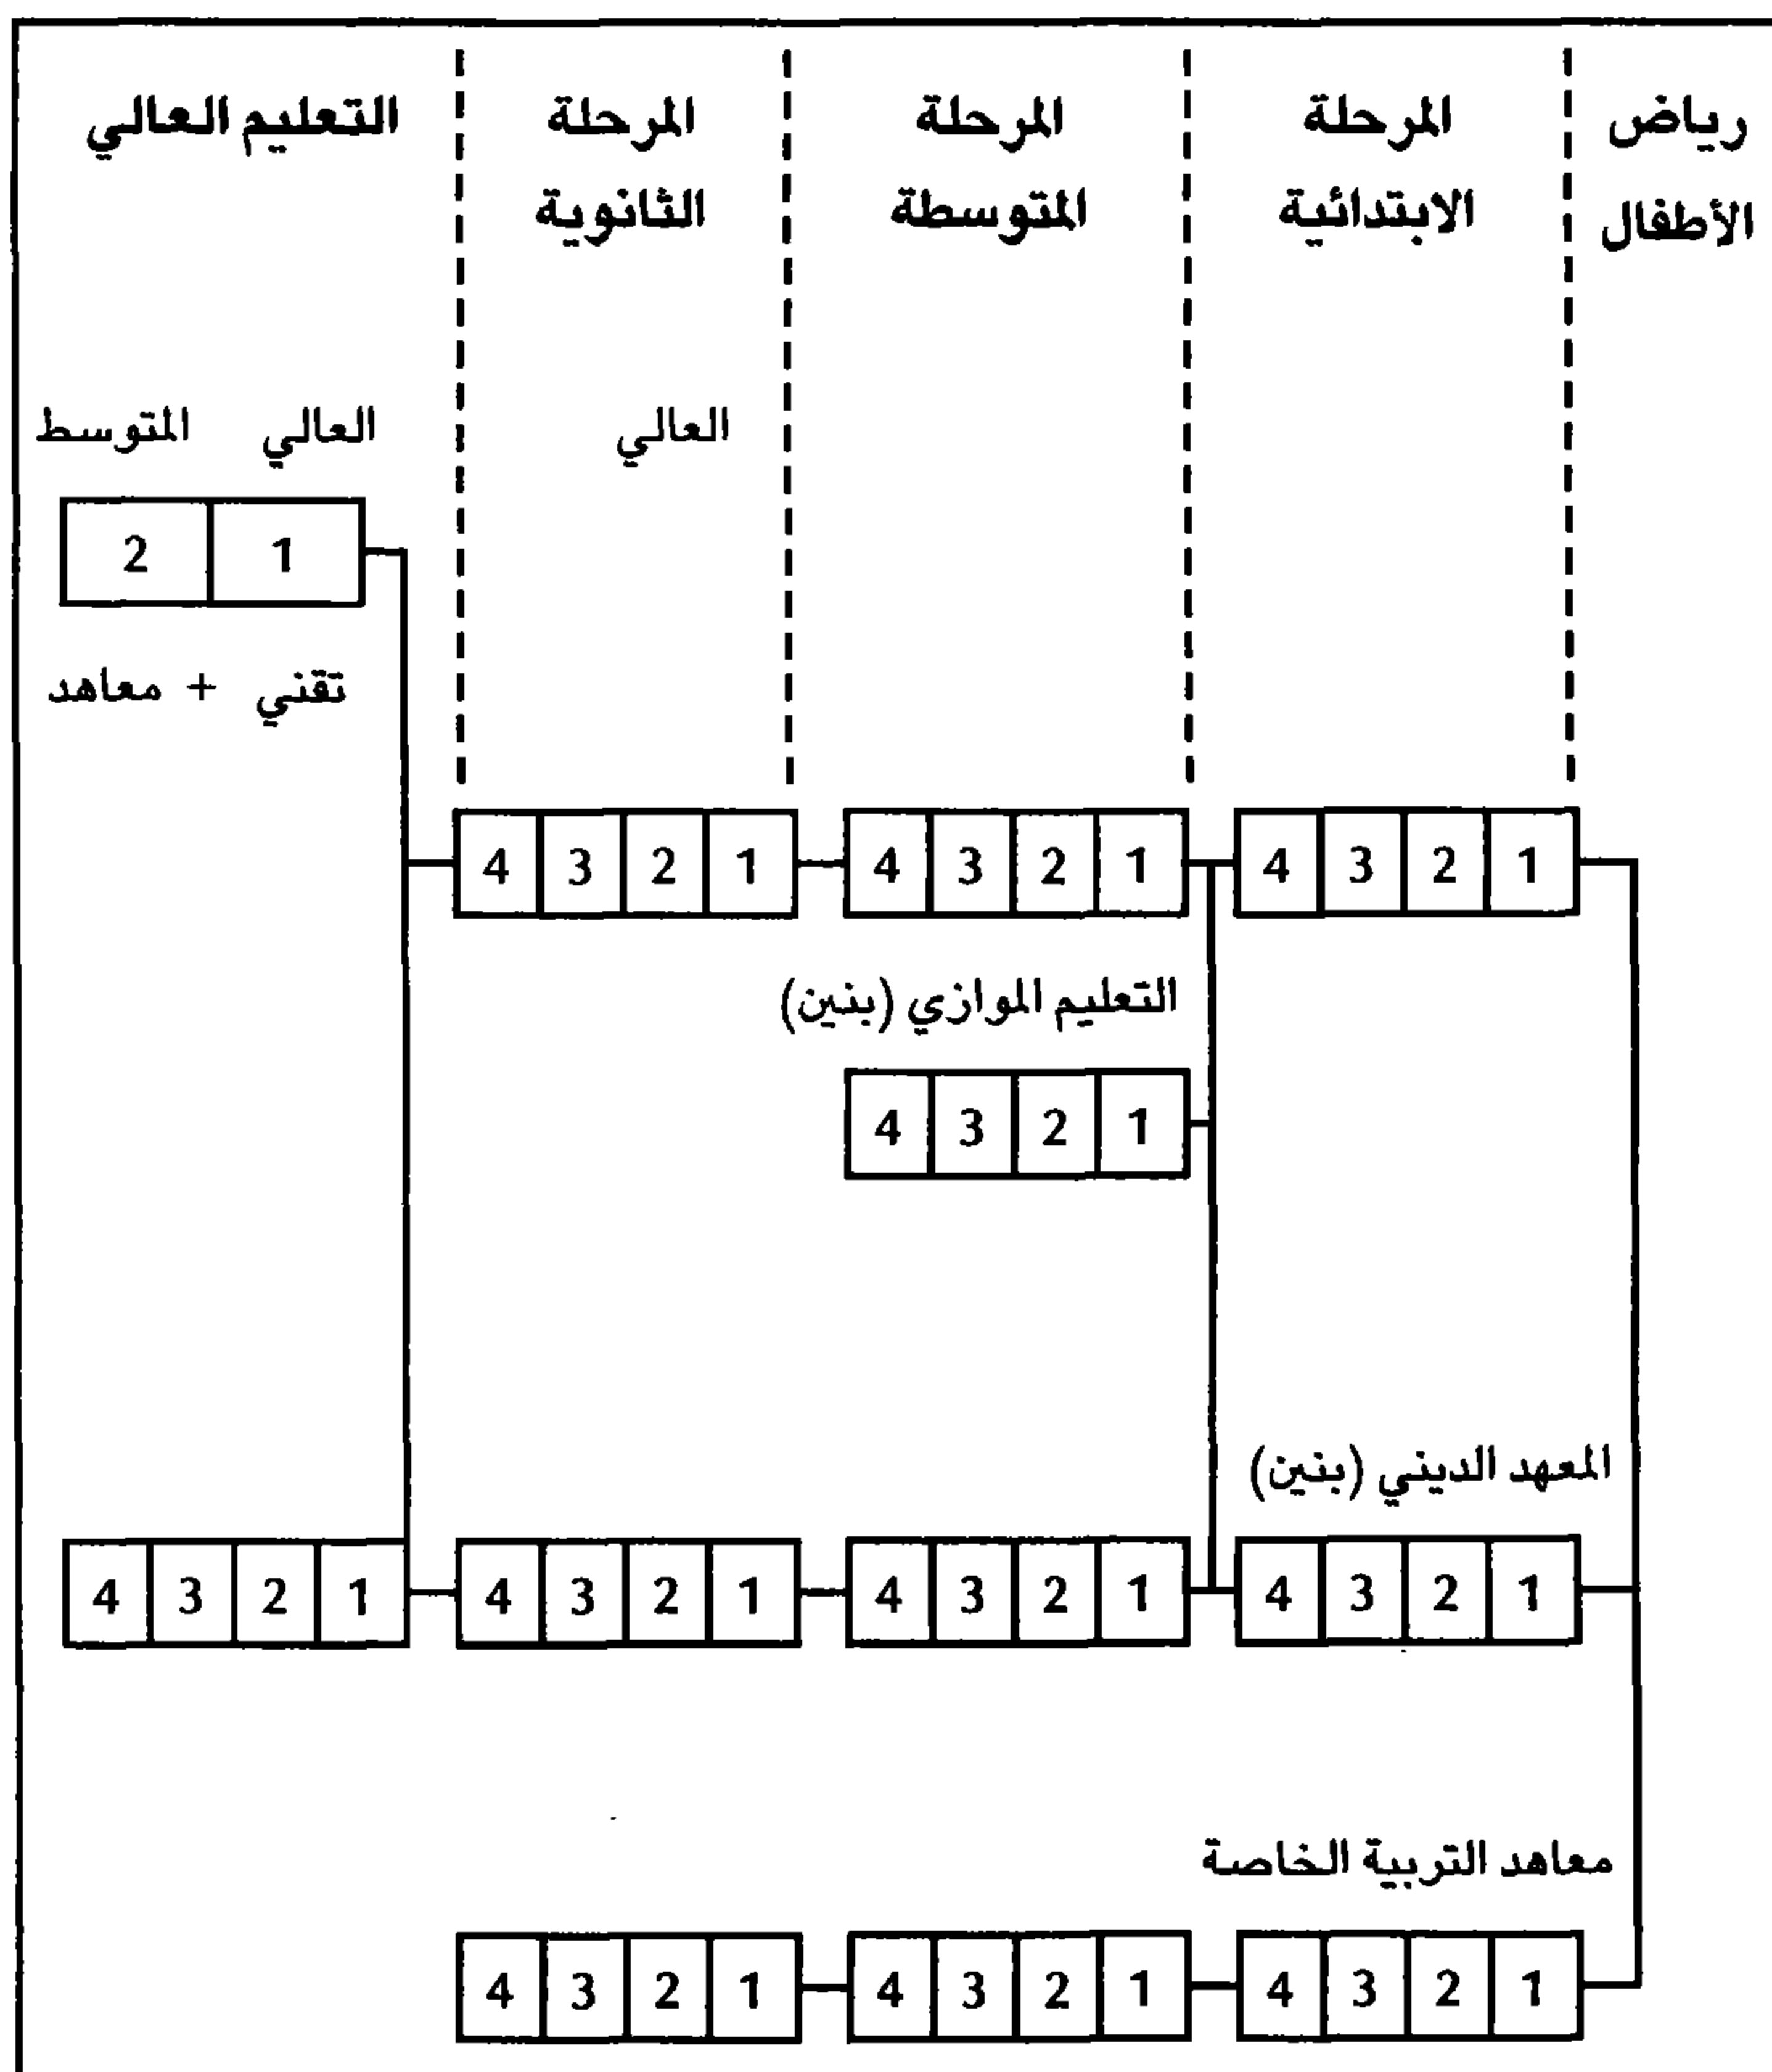 رياض المرحلة المرحلة المرحلة التعليم العالي
الأطفال الابتدائية المتوسطة الثانوية
العالي العالي المتوسط
1 2
تقني + معاهد
1 2 3 4 1 2 3 4 1 2 3 4
التعليم الموازي (بنين)
1 2 3 4
المعهد الديني (بنين)
1 2 3 4 1 2 3 4 1 2 3 4 1 2 3 4
معاهد التربية الخاصة
1 2 3 4 1 2 3 4 1 2 3 4